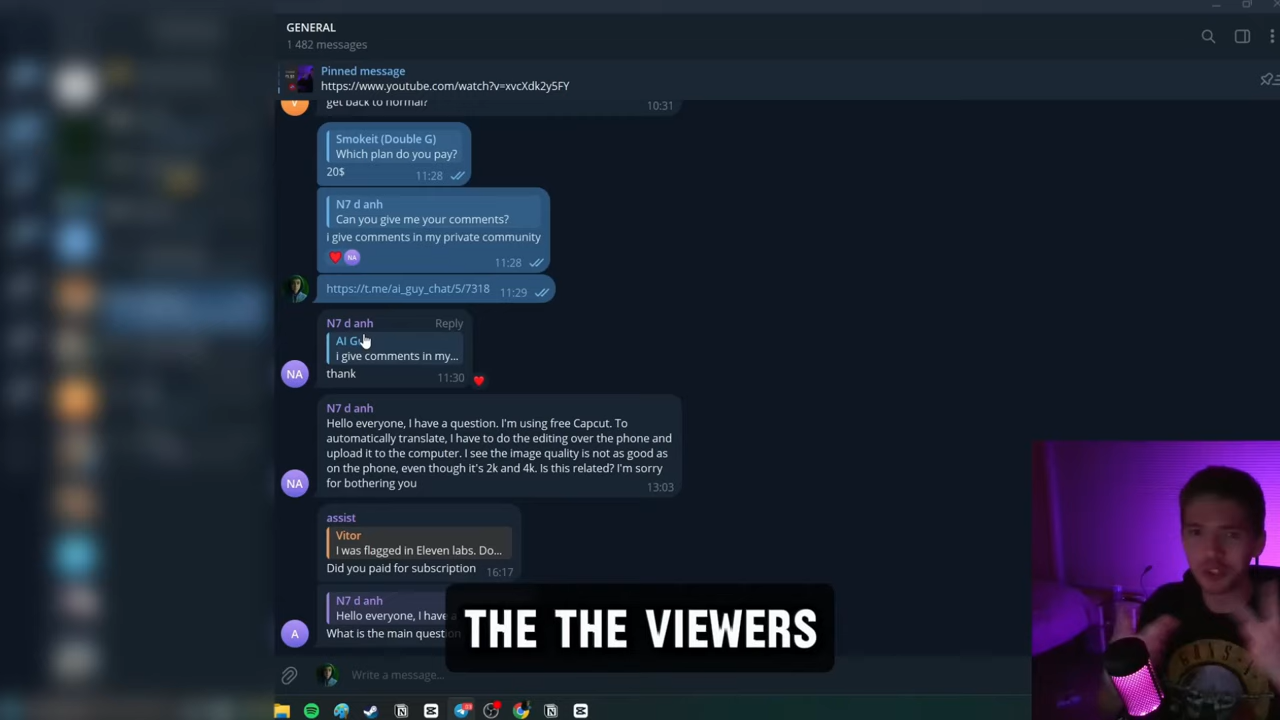 GENERAL
1 482 messages
Pinned message
https://www.youtube.com/watch?v=xvcXdk2y5FY
get back to normal?
10:31
Smokeit (Double G)
Which plan do you pay?
20$
11:28
N7 d anh
Can you give me your comments?
i give comments in my private community
NA
11:28
https://t.me/ai_guy_chat/5/7318
11:29
N7 d anh
Reply
AI G
i give comments in my...
thank
11:30
NA
N7 d anh
Hello everyone, I have a question. I'm using free Capcut. To
automatically translate, I have to do the editing over the phone and
upload it to the computer. I see the image quality is not as good as
on the phone, even though it's 2k and 4k. Is this related? I'm sorry
for bothering you
13:03
NA
assist
Vitor
I was flagged in Eleven labs. Do...
Did you paid for subscription
16:17
N7 d anh
Hello everyone, I have
What is the main question
A
THE THE VIEWERS
Write a message...